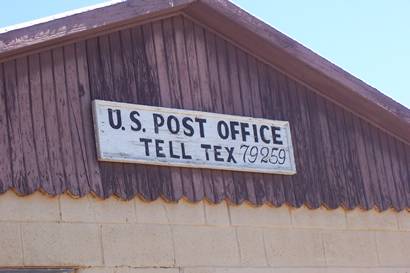 U.S. POST OFFICE
TELL TEX 79259